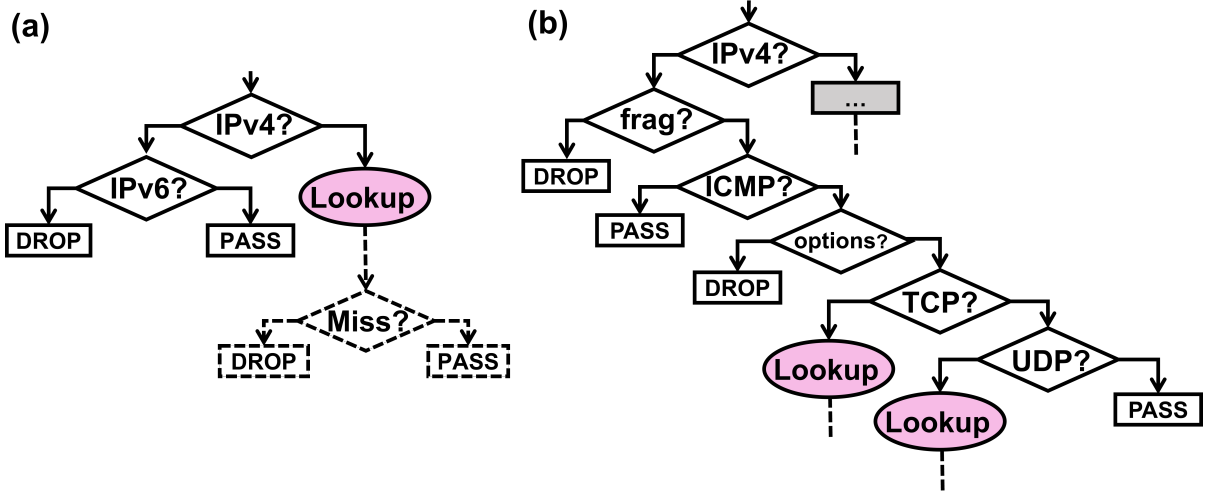 (a)
IPv4?
IPv6?
Lookup
DROP
PASS
Miss?
DROP
PASS
(b)
IPv4?
...
frag?
DROP
ICMP?
PASS
options?
DROP
TCP?
Lookup
UDP?
Lookup
PASS